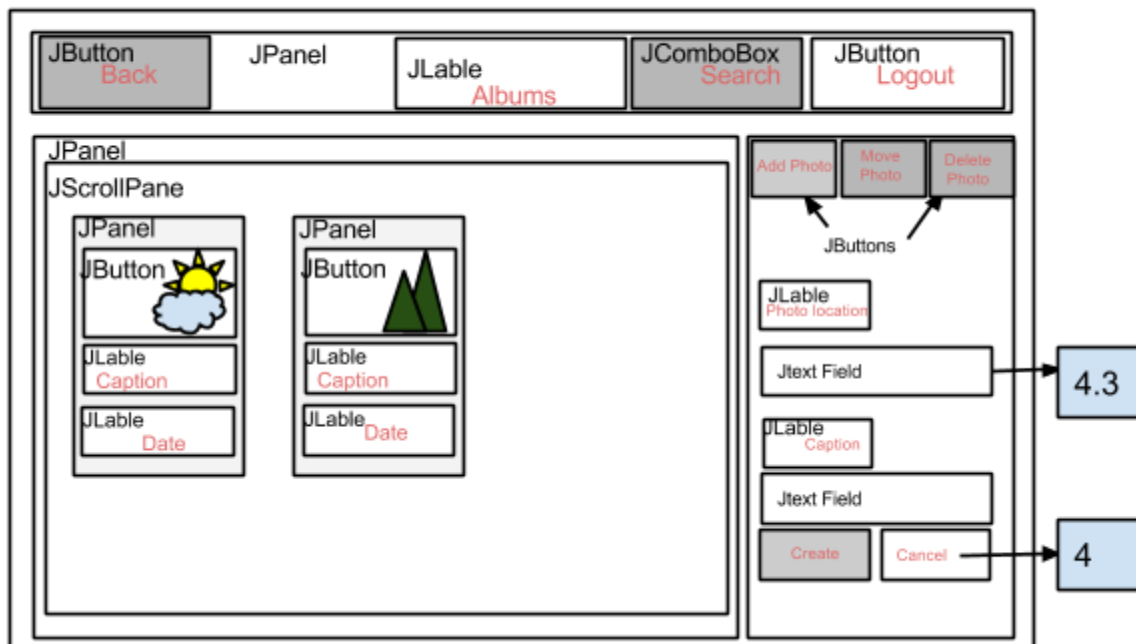 JButton
Back
JPanel
JLable
Albums
JComboBox
Search
JButton
Logout
JPanel
JScrollPane
JPanel
JButton
JLable
Caption
JLable
Date
JPanel
JButton
JLable
Caption
JLable
Date
Add Photo
Move
Photo
Delete
Photo
JButtons
JLable
Photo location
Jtext Field
4.3
JLable
Caption
Jtext Field
Create
Cancel
4